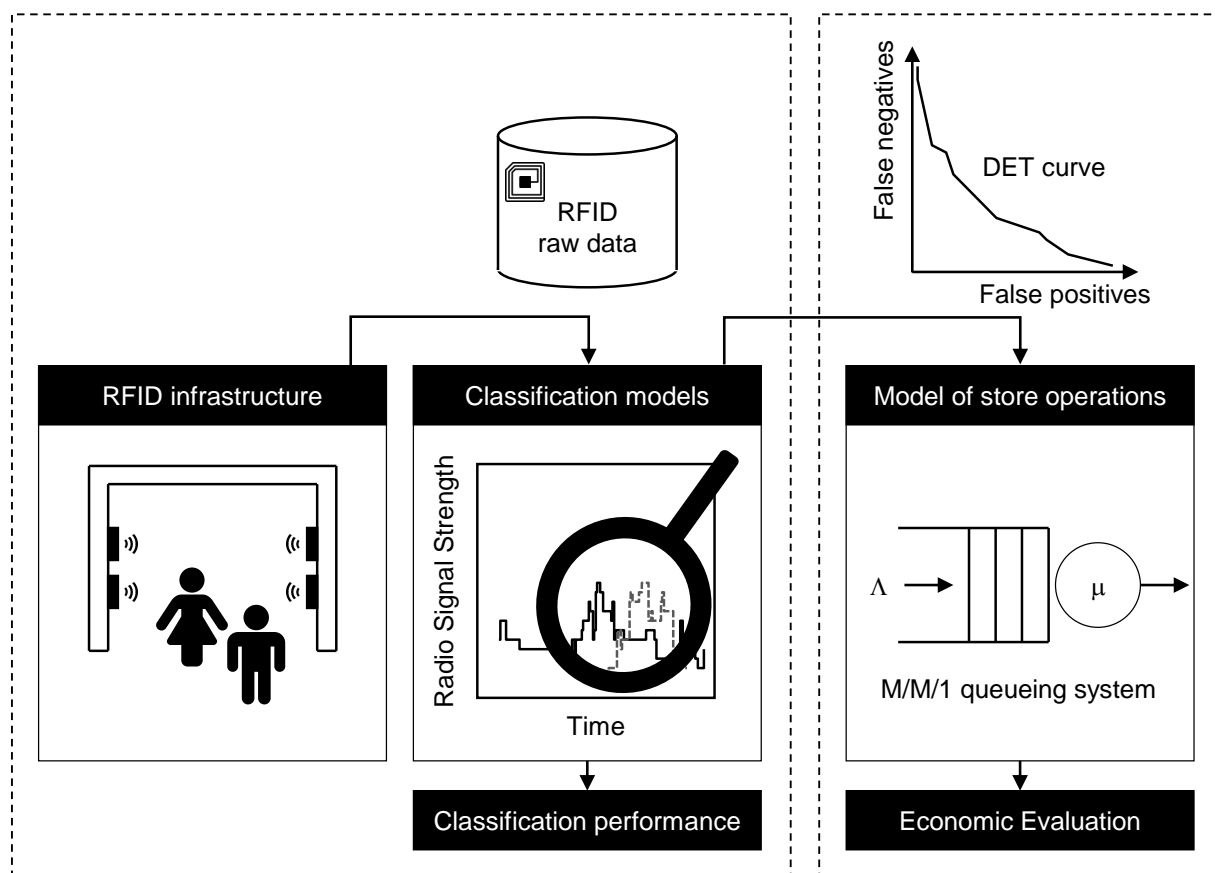 RFID
raw data
False negatives
DET curve
False positives
RFID infrastructure
Classification models
Radio Signal Strength
Time
Classification performance
Model of store operations
Λ
μ
M/M/1 queueing system
Economic Evaluation